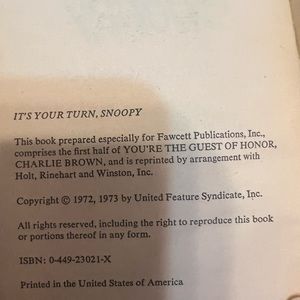 IT'S YOUR TURN, SNOOPY
This book prepared especially for Fawcett Publications, Inc.,
comprises the first half of YOU'RE THE GUEST OF HONOR,
CHARLIE BROWN, and is reprinted by arrangement with
Holt, Rinehart and Winston, Inc.
Copyright © 1972, 1973 by United Feature Syndicate, Inc.
All rights reserved, including the right to reproduce this book
or portions thereof in any form.
ISBN: 0-449-23021-X
Printed in the United States of America